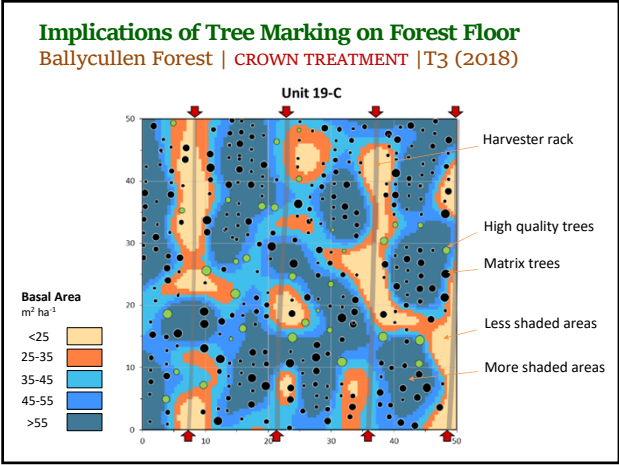 Implications of Tree Marking on Forest Floor
Ballycullen Forest | CROWN TREATMENT |T3 (2018)
Unit 19-C
50
40
30
20
10
0
0 10 20 30 40 50
Harvester rack
High quality trees
Matrix trees
Less shaded areas
More shaded areas
Basal Area
m² ha⁻¹
<25
25-35
35-45
45-55
>55